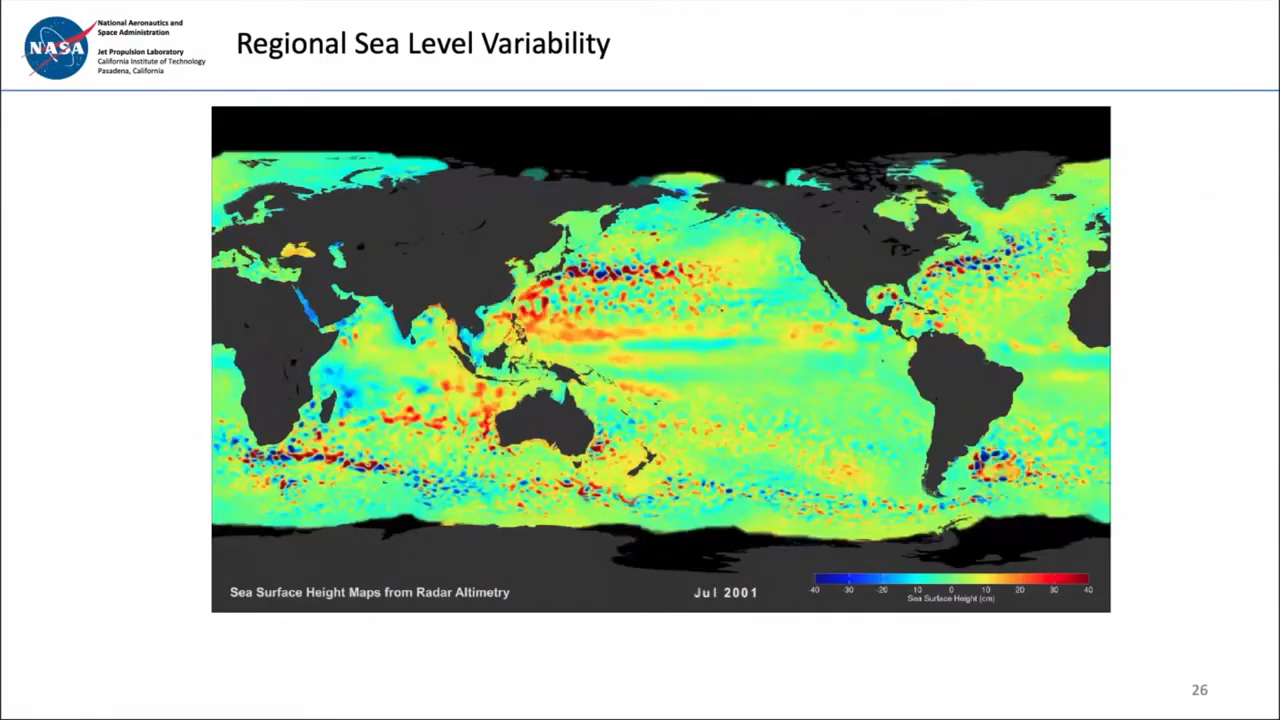 NASA
National Aeronautics and
Space Administration
Jet Propulsion Laboratory
California Institute of Technology
Pasadena, California
Regional Sea Level Variability
Sea Surface Height Maps from Radar Altimetry
Jul 2001
-40 -30 -20 -10 0 10 20 30 40
Sea Surface Height (cm)
26